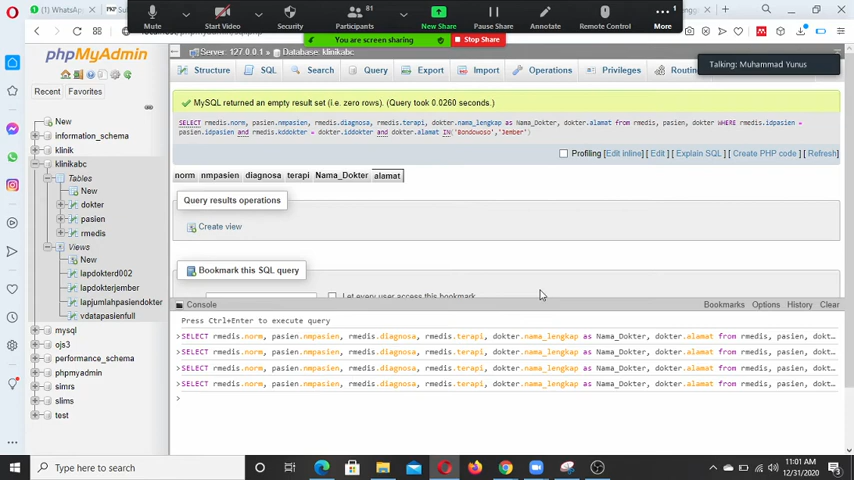 WhatsApp
Mute
Start Video
Security
Participants
81
New Share
Pause Share
Annotate
Remote Control
More
You are screen sharing
Stop Share
Talking: Muhammad Yunus
phpMyAdmin
Recent
Favorites
New
information_schema
klinik
klinikabc
Tables
New
dokter
pasien
rmedis
Views
New
lapdokterd002
lapdokterjember
lapjumlahpasiendokter
vdatapasienfull
mysql
ojs3
performance_schema
phpmyadmin
simrs
slims
test
Server: 127.0.0.1 » Database: klinikabc
Structure
SQL
Search
Query
Export
Import
Operations
Privileges
MySQL returned an empty result set (i.e. zero rows). (Query took 0.0260 seconds.)
SELECT rmedis.norm, pasien.nmpasien, rmedis.diagnosa, rmedis.terapi, dokter.nama_lengkap as Nama_Dokter, dokter.alamat from rmedis, pasien, dokter WHERE rmedis.idpasien =
pasien.idpasien and rmedis.kddokter = dokter.iddokter and dokter.alamat IN('Bondowoso','Jember')
Profiling [Edit inline] [ Edit ] [ Explain SQL ] [ Create PHP code ] [ Refresh]
norm nmpasien diagnosa terapi Nama_Dokter alamat
Query results operations
Create view
Bookmark this SQL query
Let every user access this bookmark
Console
Bookmarks Options History Clear
Press Ctrl+Enter to execute query
>SELECT rmedis.norm, pasien.nmpasien, rmedis.diagnosa, rmedis.terapi, dokter.nama_lengkap as Nama_Dokter, dokter.alamat from rmedis, pasien, dokt…
>SELECT rmedis.norm, pasien.nmpasien, rmedis.diagnosa, rmedis.terapi, dokter.nama_lengkap as Nama_Dokter, dokter.alamat from rmedis, pasien, dokt…
>SELECT rmedis.norm, pasien.nmpasien, rmedis.diagnosa, rmedis.terapi, dokter.nama_lengkap as Nama_Dokter, dokter.alamat from rmedis, pasien, dokt…
>SELECT rmedis.norm, pasien.nmpasien, rmedis.diagnosa, rmedis.terapi, dokter.nama_lengkap as Nama_Dokter, dokter.alamat from rmedis, pasien, dokt…
>
Type here to search
11:01 AM
12/31/2020
3